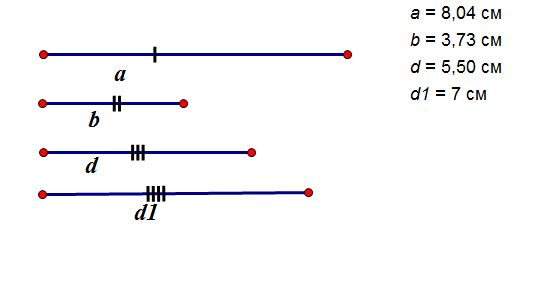 a = 8,04 см
b = 3,73 см
d = 5,50 см
d1 = 7 см
a
b
d
d1